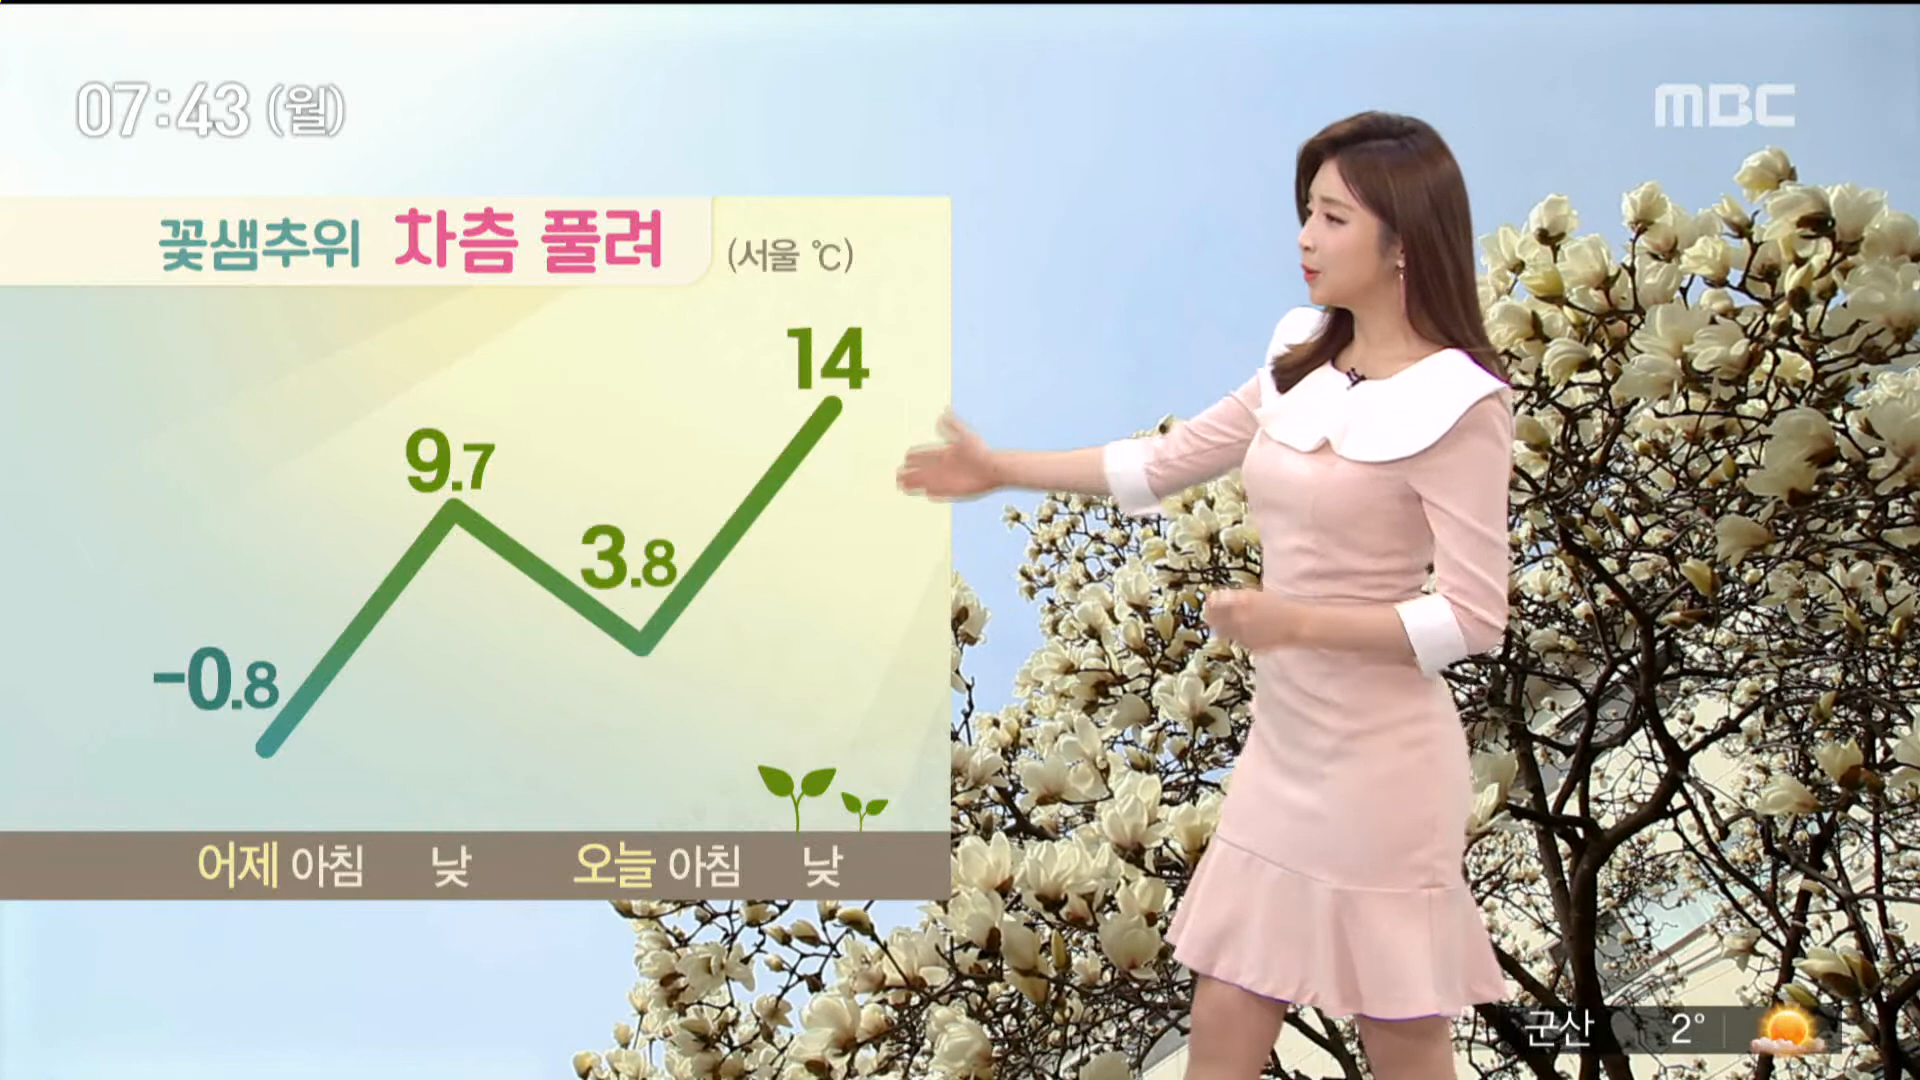 07:43 (월)
MBC
꽃샘추위 차츰 풀려 (서울 ℃)
14
9.7
3.8
-0.8
어제 아침 낮 오늘 아침 낮
군산 2°